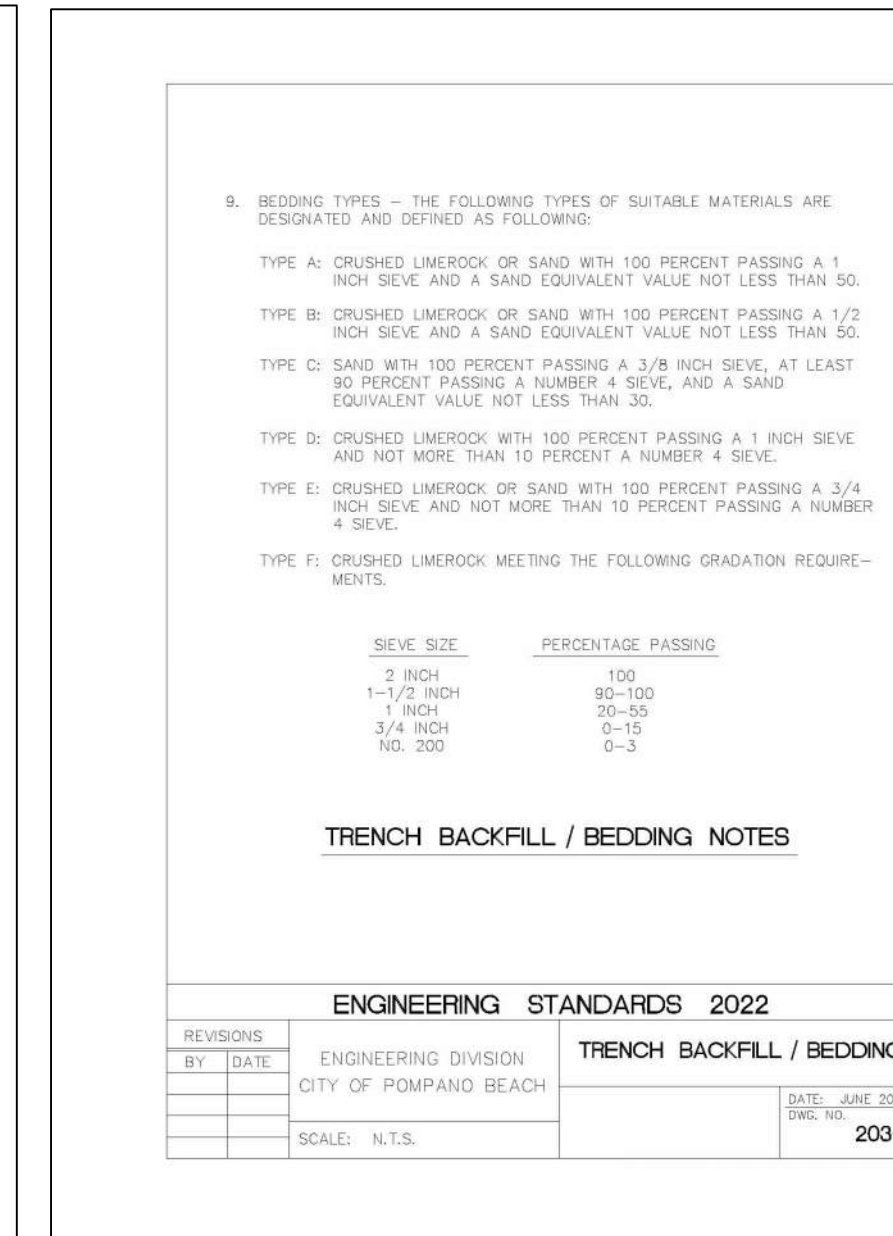 9. BEDDING TYPES – THE FOLLOWING TYPES OF SUITABLE MATERIALS ARE
DESIGNATED AND DEFINED AS FOLLOWING:
TYPE A: CRUSHED LIMEROCK OR SAND WITH 100 PERCENT PASSING A 1
INCH SIEVE AND A SAND EQUIVALENT VALUE NOT LESS THAN 50.
TYPE B: CRUSHED LIMEROCK OR SAND WITH 100 PERCENT PASSING A 1/2
INCH SIEVE AND A SAND EQUIVALENT VALUE NOT LESS THAN 50.
TYPE C: SAND WITH 100 PERCENT PASSING A 3/8 INCH SIEVE, AT LEAST
90 PERCENT PASSING A NUMBER 4 SIEVE, AND A SAND
EQUIVALENT VALUE NOT LESS THAN 30.
TYPE D: CRUSHED LIMEROCK WITH 100 PERCENT PASSING A 1 INCH SIEVE
AND NOT MORE THAN 10 PERCENT A NUMBER 4 SIEVE.
TYPE E: CRUSHED LIMEROCK OR SAND WITH 100 PERCENT PASSING A 3/4
INCH SIEVE AND NOT MORE THAN 10 PERCENT PASSING A NUMBER
4 SIEVE.
TYPE F: CRUSHED LIMEROCK MEETING THE FOLLOWING GRADATION REQUIRE–
MENTS.
SIEVE SIZE PERCENTAGE PASSING
2 INCH 100
1–1/2 INCH 90–100
1 INCH 20–55
3/4 INCH 0–15
NO. 200 0–3
TRENCH BACKFILL / BEDDING NOTES
ENGINEERING STANDARDS 2022
REVISIONS
BY DATE
ENGINEERING DIVISION
CITY OF POMPANO BEACH
SCALE: N.T.S.
TRENCH BACKFILL / BEDDING
DATE: JUNE 20
DWG. NO.
203